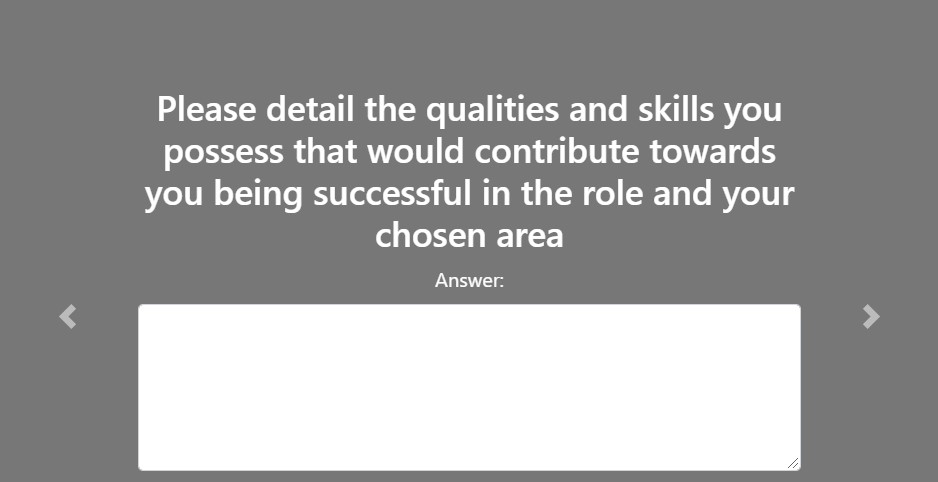 Please detail the qualities and skills you
possess that would contribute towards
you being successful in the role and your
chosen area
Answer: